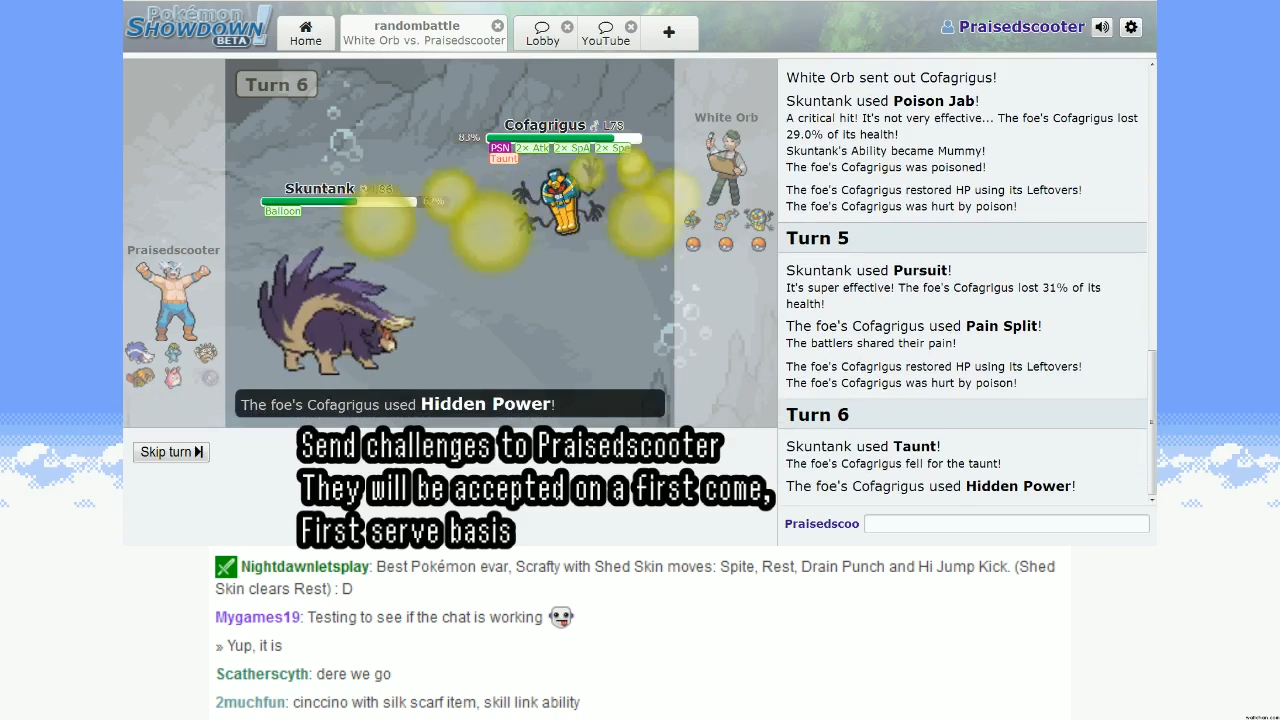 Pokémon
SHOWDOWN!
BETA
Home
randombattle
White Orb vs. Praisedscooter
Lobby
YouTube
Praisedscooter
Turn 6
83%
Cofagrigus L78
PSN 2× Atk 2× SpA 2× Spe
Taunt
Skuntank L86
62%
Balloon
Praisedscooter
White Orb
The foe's Cofagrigus used Hidden Power!
Skip turn
White Orb sent out Cofagrigus!
Skuntank used Poison Jab!
A critical hit! It's not very effective... The foe's Cofagrigus lost
29.0% of its health!
Skuntank's Ability became Mummy!
The foe's Cofagrigus was poisoned!
The foe's Cofagrigus restored HP using its Leftovers!
The foe's Cofagrigus was hurt by poison!
Turn 5
Skuntank used Pursuit!
It's super effective! The foe's Cofagrigus lost 31% of its
health!
The foe's Cofagrigus used Pain Split!
The battlers shared their pain!
The foe's Cofagrigus restored HP using its Leftovers!
The foe's Cofagrigus was hurt by poison!
Turn 6
Skuntank used Taunt!
The foe's Cofagrigus fell for the taunt!
The foe's Cofagrigus used Hidden Power!
Praisedscoo
Send challenges to Praisedscooter
They will be accepted on a first come,
First serve basis
Nightdawnletsplay: Best Pokémon evar, Scrafty with Shed Skin moves: Spite, Rest, Drain Punch and Hi Jump Kick. (Shed
Skin clears Rest) : D
Mygames19: Testing to see if the chat is working
» Yup, it is
Scatherscyth: dere we go
2muchfun: cinccino with silk scarf item, skill link ability